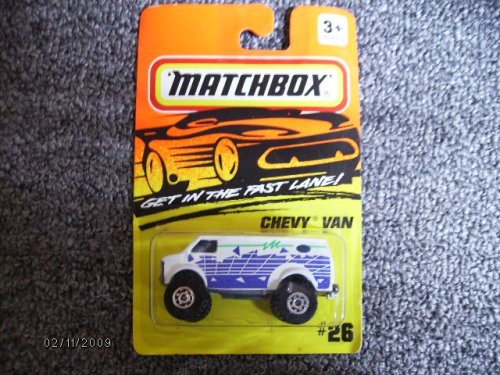 3+
MATCHBOX®
GET IN THE FAST LANE!
CHEVY® VAN
#26
02/11/2009